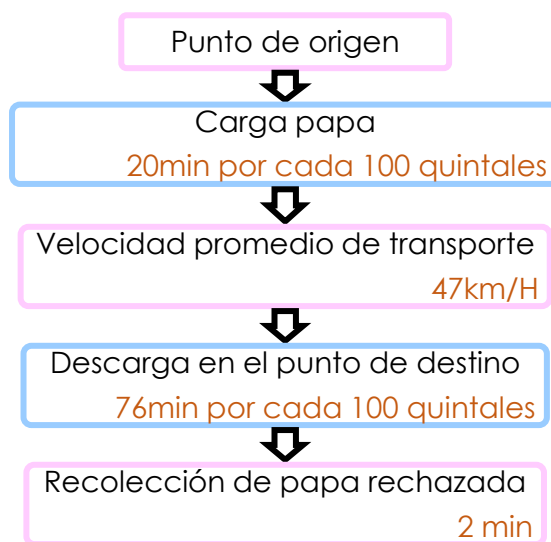 Punto de origen
Carga papa
20min por cada 100 quintales
Velocidad promedio de transporte
47km/H
Descarga en el punto de destino
76min por cada 100 quintales
Recolección de papa rechazada
2 min